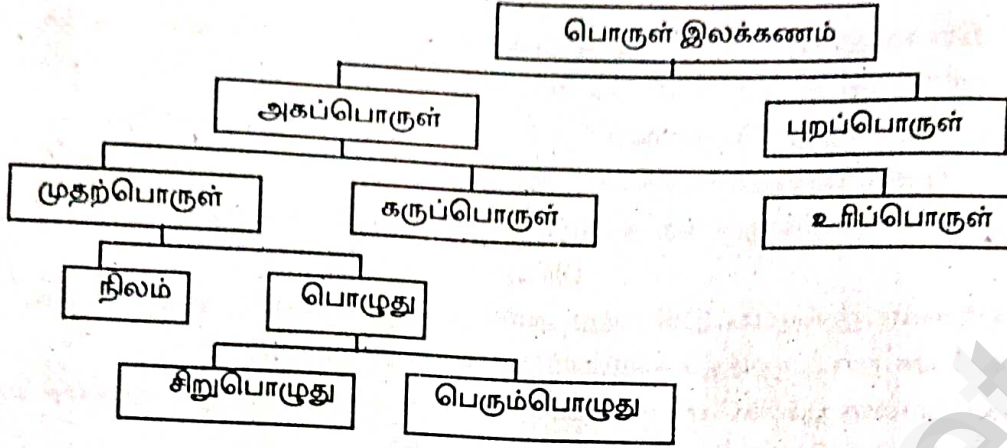 பொருள் இலக்கணம்
அகப்பொருள்
புறப்பொருள்
முதற்பொருள்
கருப்பொருள்
உரிப்பொருள்
நிலம்
பொழுது
சிறுபொழுது
பெரும்பொழுது